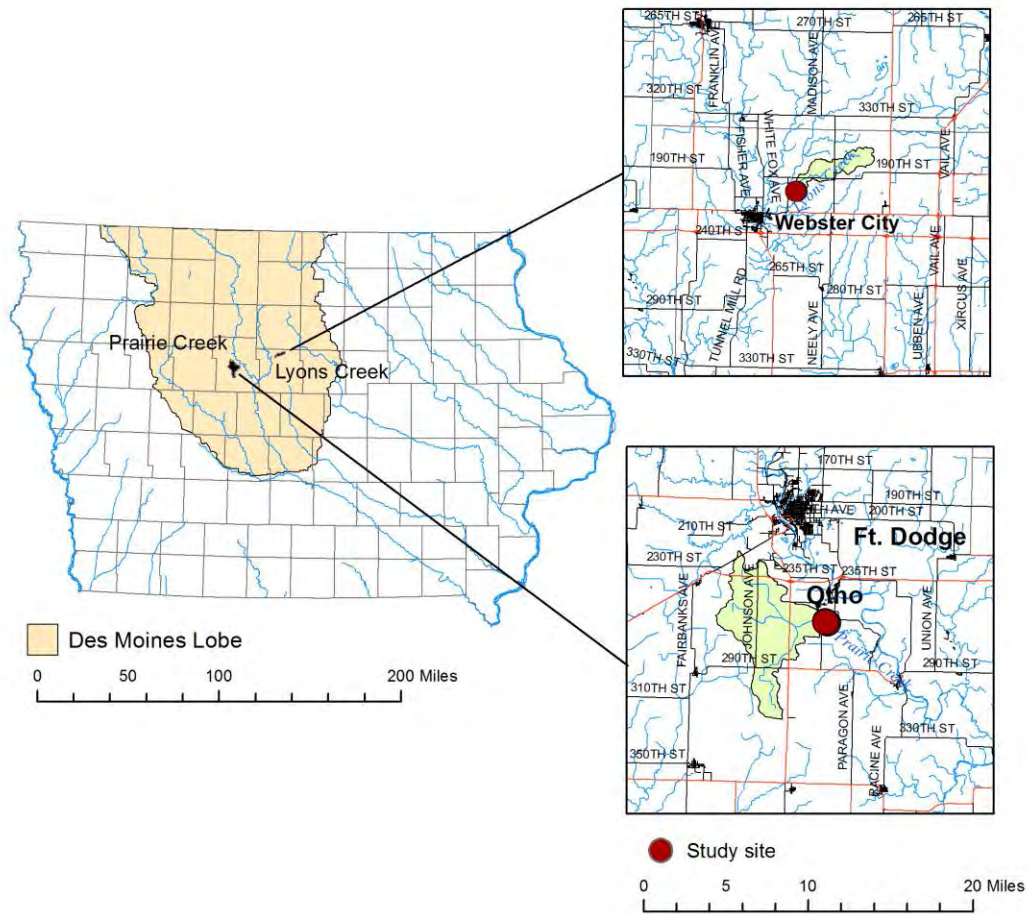 265TH ST
270TH ST
265TH ST
FRANKLIN AVE
MADISON AVE
320TH ST
330TH ST
FISHER AVE
WHITE FOX AVE
VAIL AVE
190TH ST
190TH ST
Lyons Creek
Webster City
240TH ST
265TH ST
VAIL AVE
280TH ST
290TH ST
TUNNEL MILL RD
NEELY AVE
UBBEN AVE
XIRCUS AVE
330TH ST
330TH ST
Prairie Creek
Lyons Creek
Des Moines Lobe
0 50 100 200 Miles
170TH ST
190TH ST
200TH ST
AVE
210TH ST
Ft. Dodge
230TH ST
235TH ST
235TH ST
Otho
FAIRBANKS AVE
JOHNSON AVE
UNION AVE
Prairie Creek
290TH ST
290TH ST
310TH ST
PARAGON AVE
330TH ST
RACINE AVE
350TH ST
Study site
0 5 10 20 Miles